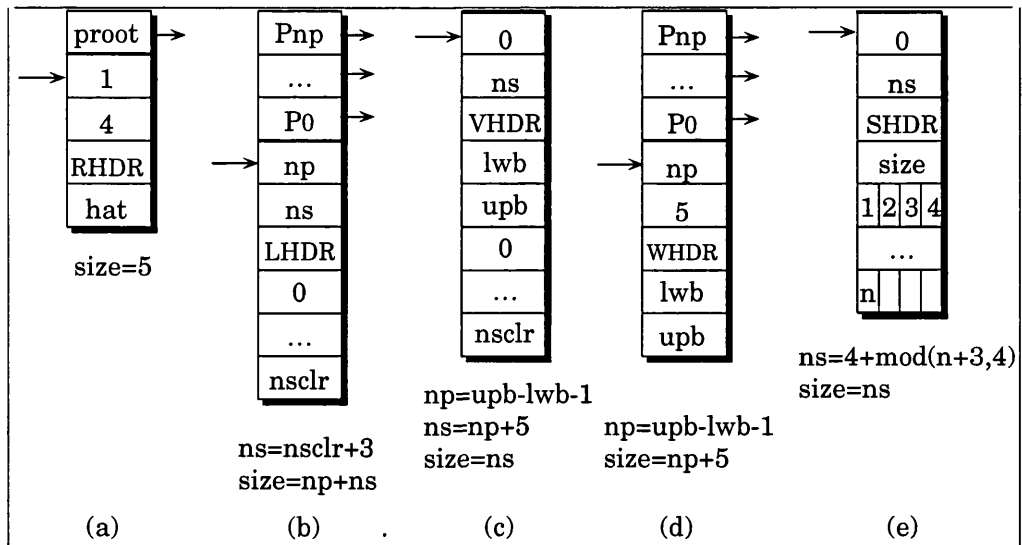 proot
1
4
RHDR
hat
size=5
(a)
Pnp
...
P0
np
ns
LHDR
0
...
nsclr
ns=nsclr+3
size=np+ns
(b)
0
ns
VHDR
lwb
upb
0
...
nsclr
np=upb-lwb-1
ns=np+5
size=ns
(c)
Pnp
...
P0
np
5
WHDR
lwb
upb
np=upb-lwb-1
size=np+5
(d)
0
ns
SHDR
size
1 2 3 4
...
n
ns=4+mod(n+3,4)
size=ns
(e)